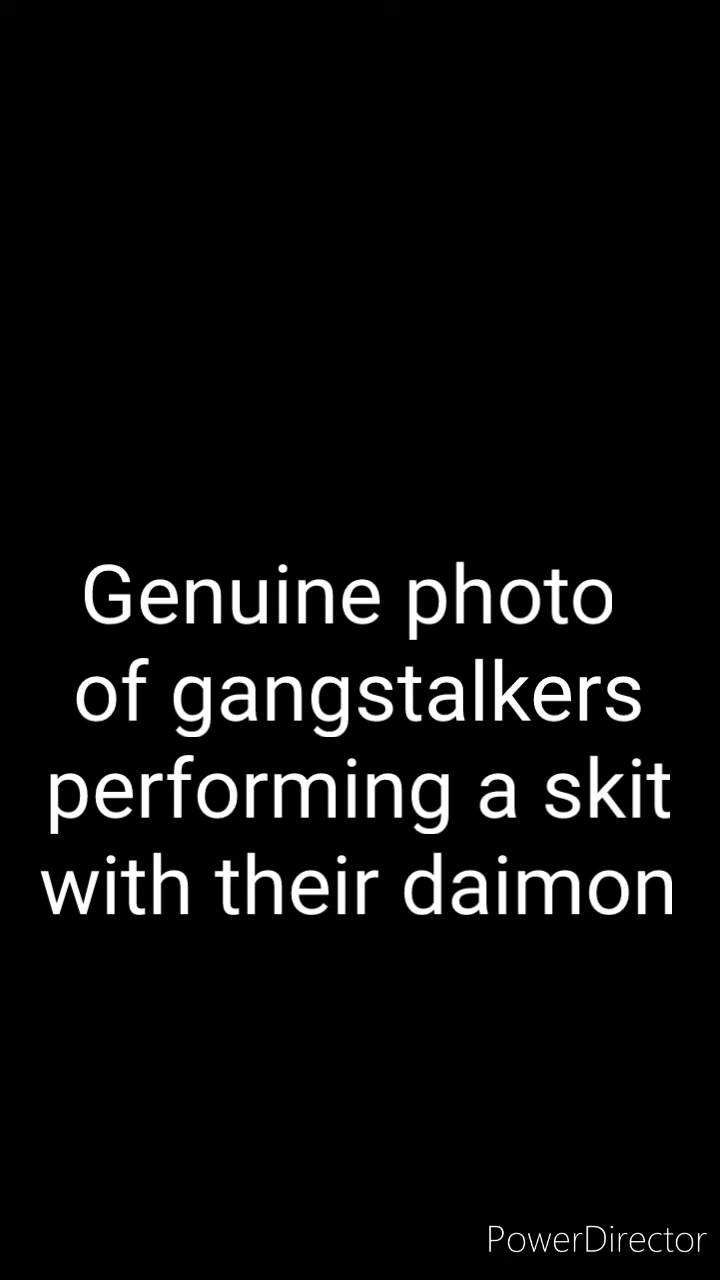 Genuine photo
of gangstalkers
performing a skit
with their daimon
PowerDirector